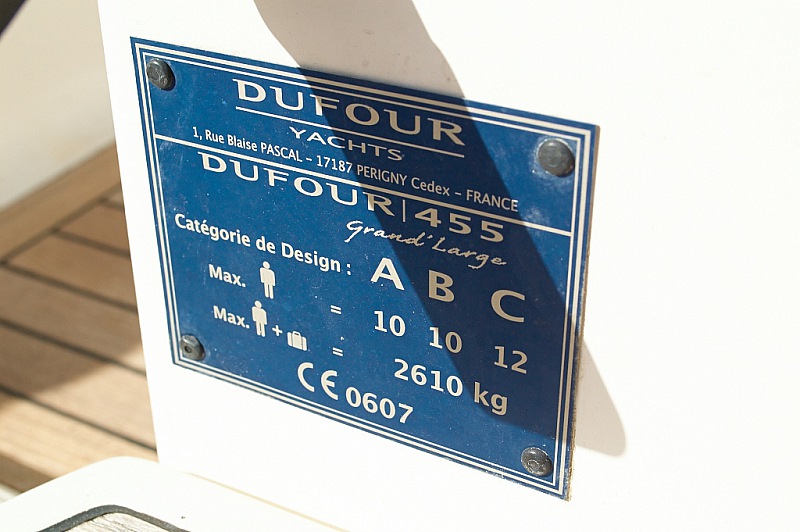 DUFOUR
YACHTS
1, Rue Blaise PASCAL – 17187 PERIGNY Cedex – FRANCE
DUFOUR|455
Grand'Large
Catégorie de Design : A B C
Max. = 10 10 12
Max. + = 2610 kg
CE 0607